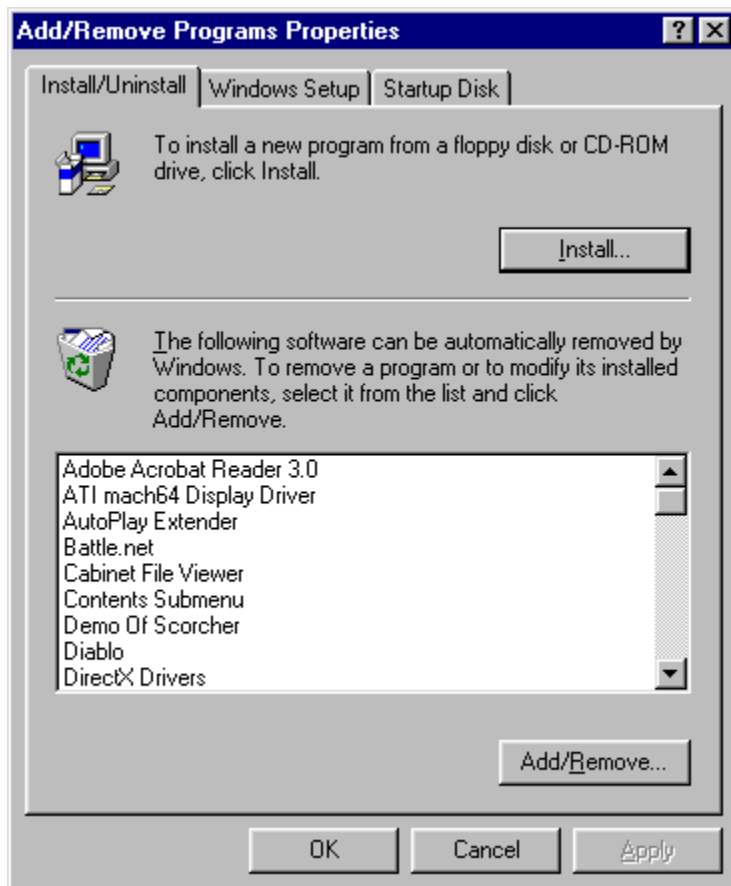 Add/Remove Programs Properties
Install/Uninstall Windows Setup Startup Disk
To install a new program from a floppy disk or CD-ROM
drive, click Install.
Install...
The following software can be automatically removed by
Windows. To remove a program or to modify its installed
components, select it from the list and click
Add/Remove.
Adobe Acrobat Reader 3.0
ATI mach64 Display Driver
AutoPlay Extender
Battle.net
Cabinet File Viewer
Contents Submenu
Demo Of Scorcher
Diablo
DirectX Drivers
Add/Remove...
OK Cancel Apply